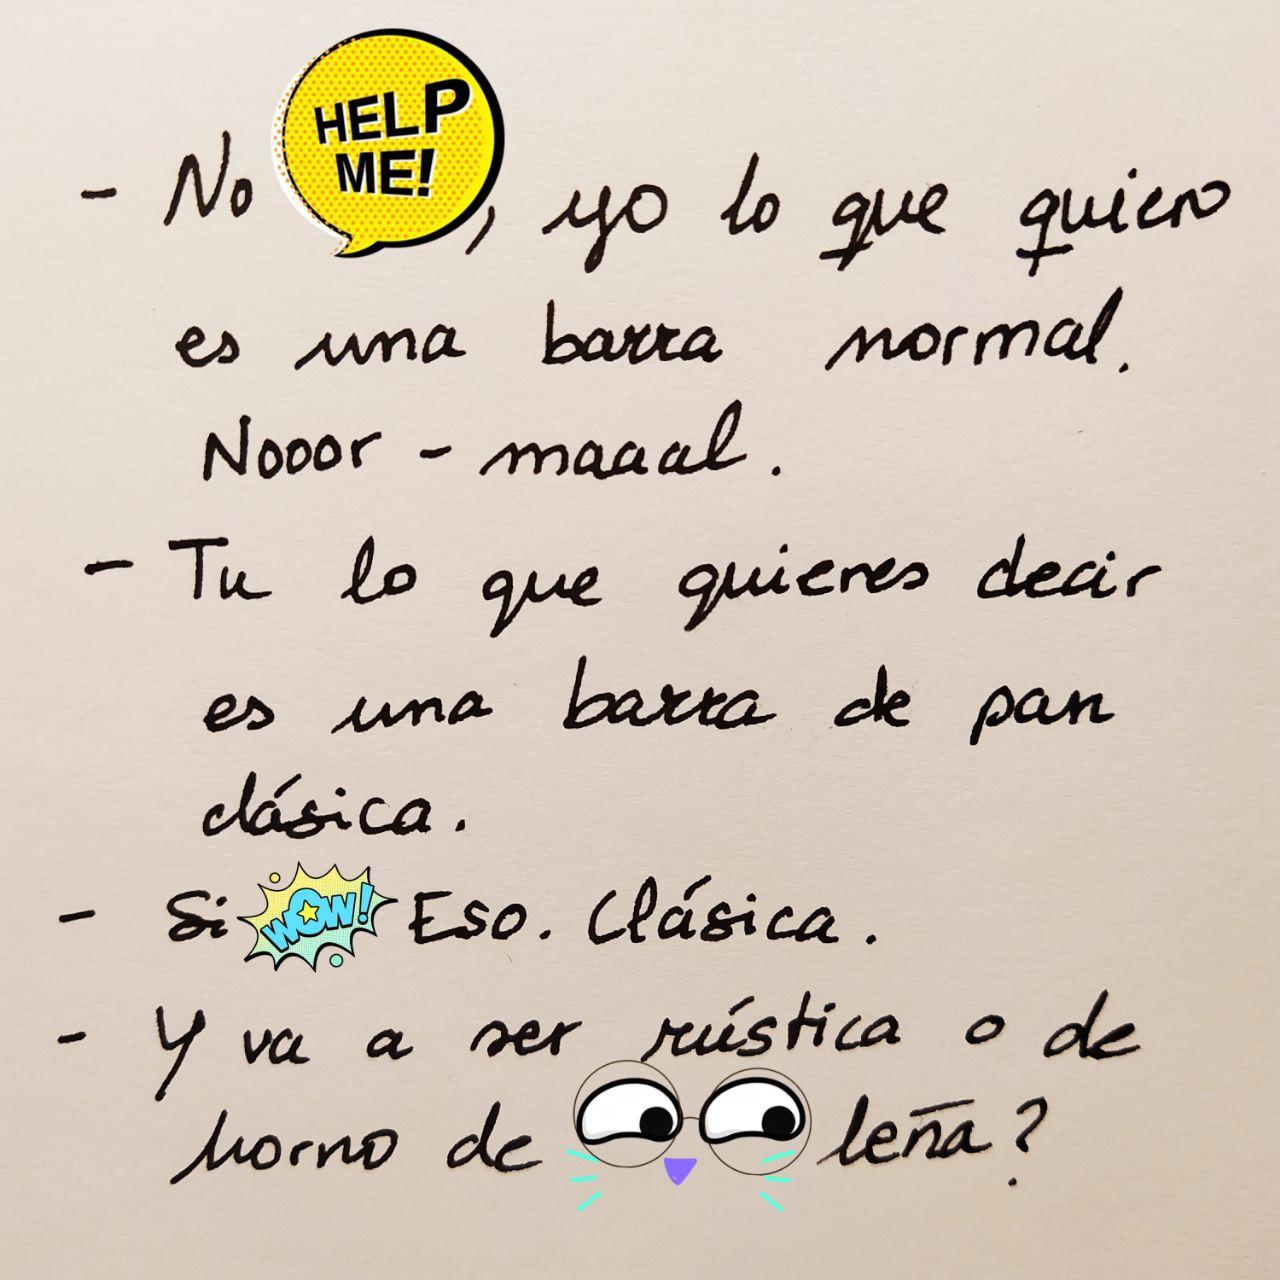 - No HELP ME!, yo lo que quiero
es una barra normal.
Nooor - maaal.
- Tu lo que quieres decir
es una barra de pan
clásica.
- Si WOW! Eso. Clásica.
- Y va a ser rústica o de
horno de leña?